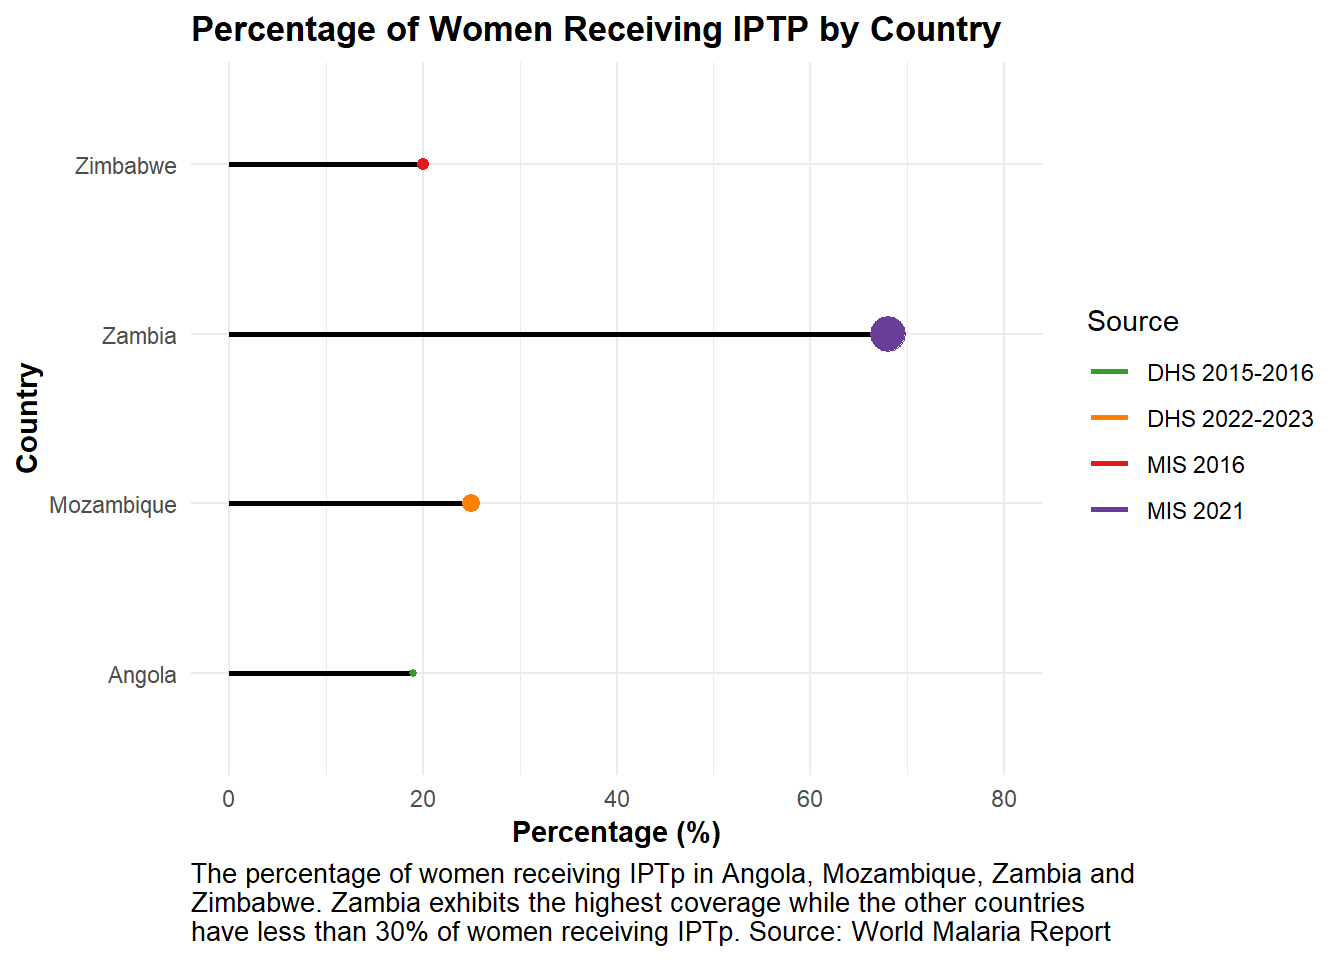 Percentage of Women Receiving IPTP by Country
Zimbabwe
Zambia
Mozambique
Angola
Country
0 20 40 60 80
Percentage (%)
Source
DHS 2015-2016
DHS 2022-2023
MIS 2016
MIS 2021
The percentage of women receiving IPTp in Angola, Mozambique, Zambia and
Zimbabwe. Zambia exhibits the highest coverage while the other countries
have less than 30% of women receiving IPTp. Source: World Malaria Report